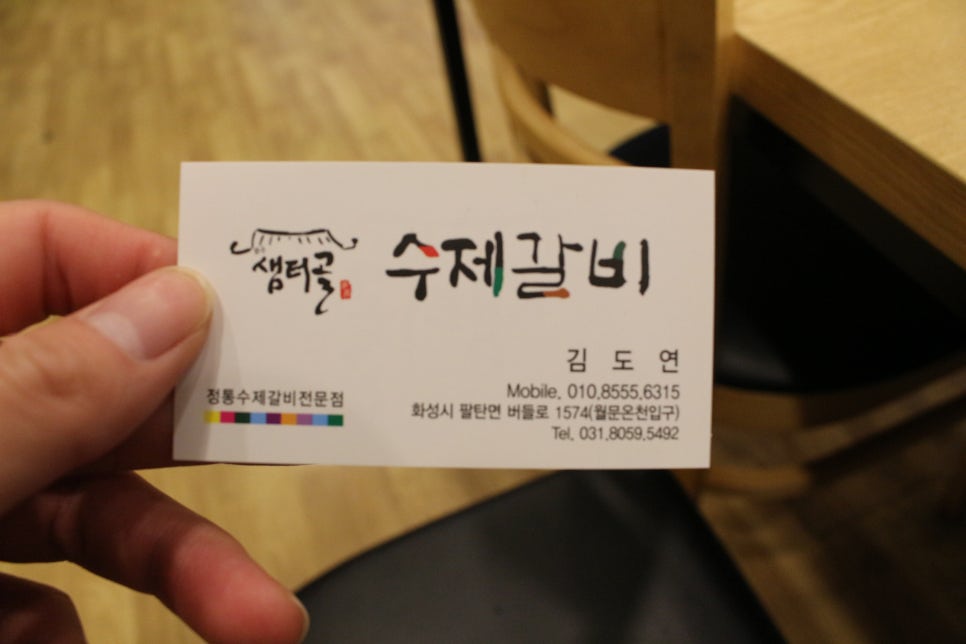 샘터골
수제갈비
김 도 연
정통수제갈비전문점
Mobile. 010.8555.6315
화성시 팔탄면 버들로 1574(월문온천입구)
Tel. 031.8059.5492